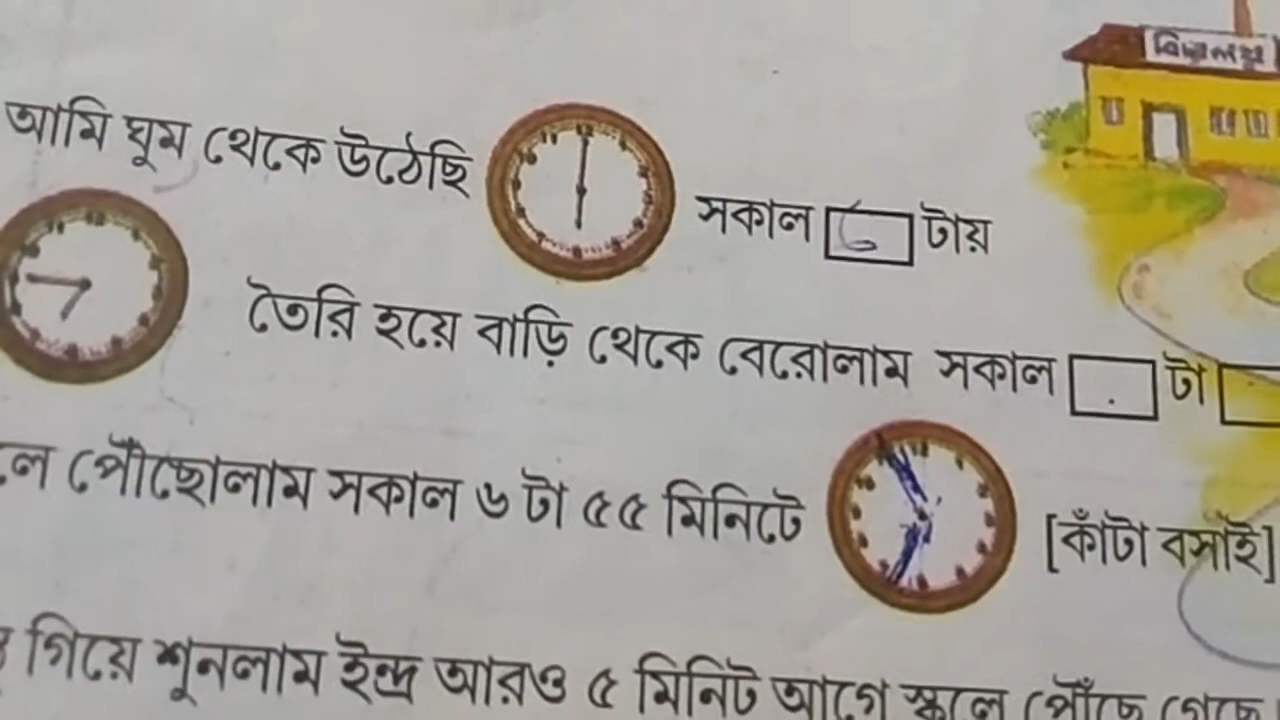 বিদ্যালয়
আমি ঘুম থেকে উঠেছি সকাল ৬ টায়
তৈরি হয়ে বাড়ি থেকে বেরোলাম সকাল টা
পৌঁছোলাম সকাল ৬ টা ৫৫ মিনিটে [কাঁটা বসাই]
গিয়ে শুনলাম ইন্দ্র আরও ৫ মিনিট আগে স্কুলে পৌঁছে গেছে